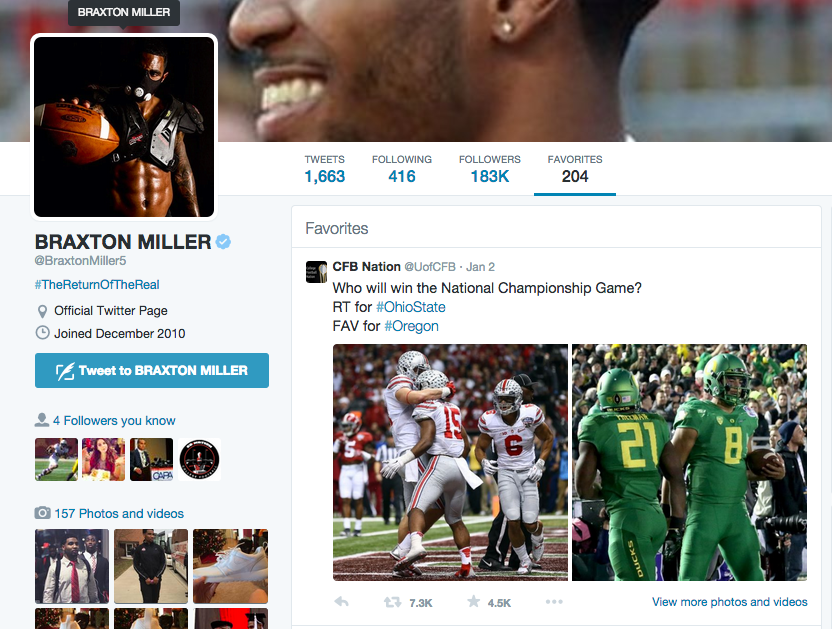 BRAXTON MILLER
TWEETS
1,663
FOLLOWING
416
FOLLOWERS
183K
FAVORITES
204
BRAXTON MILLER
@BraxtonMiller5
#TheReturnOfTheReal
Official Twitter Page
Joined December 2010
Tweet to BRAXTON MILLER
4 Followers you know
CAPA
157 Photos and videos
Favorites
CFB Nation @UofCFB · Jan 2
Who will win the National Championship Game?
RT for #OhioState
FAV for #Oregon
15
6
5
21
8
DUCKS
7.3K
4.5K
View more photos and videos